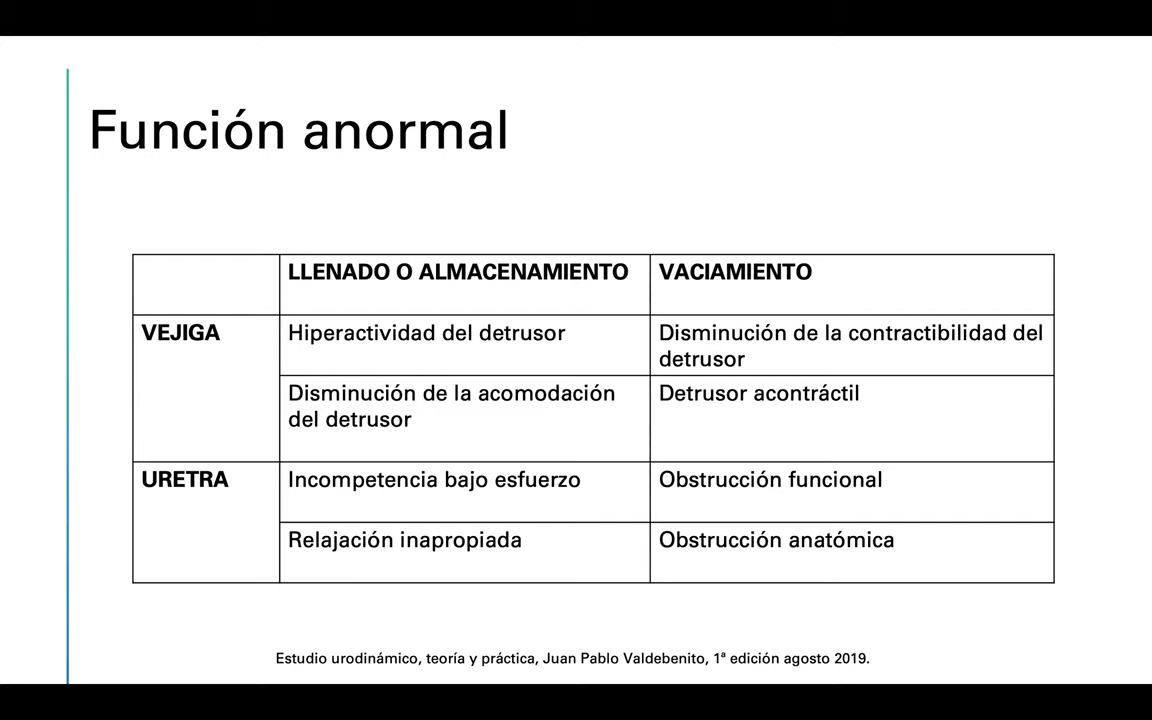 Función anormal
LLENADO O ALMACENAMIENTO
VACIAMIENTO
VEJIGA
Hiperactividad del detrusor
Disminución de la contractibilidad del
detrusor
Disminución de la acomodación
del detrusor
Detrusor acontráctil
URETRA
Incompetencia bajo esfuerzo
Obstrucción funcional
Relajación inapropiada
Obstrucción anatómica
Estudio urodinámico, teoría y práctica, Juan Pablo Valdebenito, 1ª edición agosto 2019.